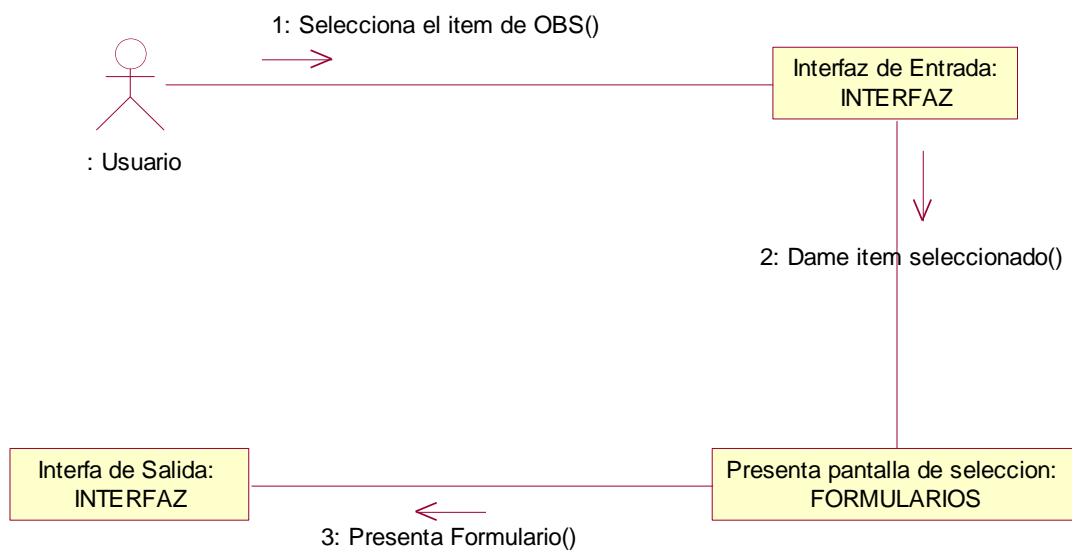 1: Selecciona el item de OBS()
Interfaz de Entrada:
INTERFAZ
: Usuario
2: Dame item seleccionado()
Interfa de Salida:
INTERFAZ
Presenta pantalla de seleccion:
FORMULARIOS
3: Presenta Formulario()